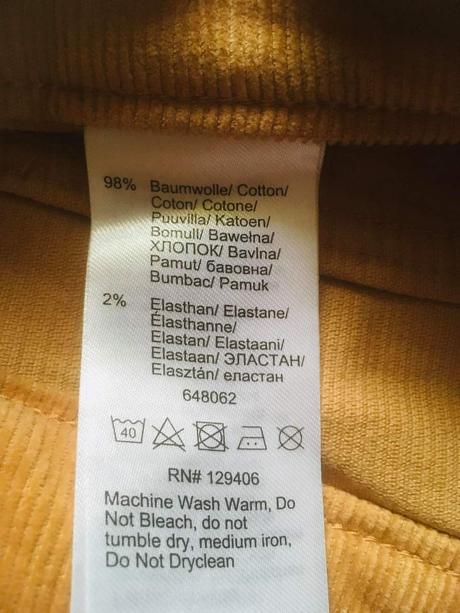 98% Baumwolle/ Cotton/
Coton/ Cotone/
Puuvilla/ Katoen/
Bomull/ Bawełna/
ХЛОПОК/ Bavlna/
Pamut/ бавовна/
Bumbac/ Pamuk
2% Elasthan/ Elastane/
Élasthanne/
Elastan/ Elastaani/
Elastaan/ ЭЛАСТАН/
Elasztán/ еластан
648062
40
RN# 129406
Machine Wash Warm, Do
Not Bleach, do not
tumble dry, medium iron,
Do Not Dryclean